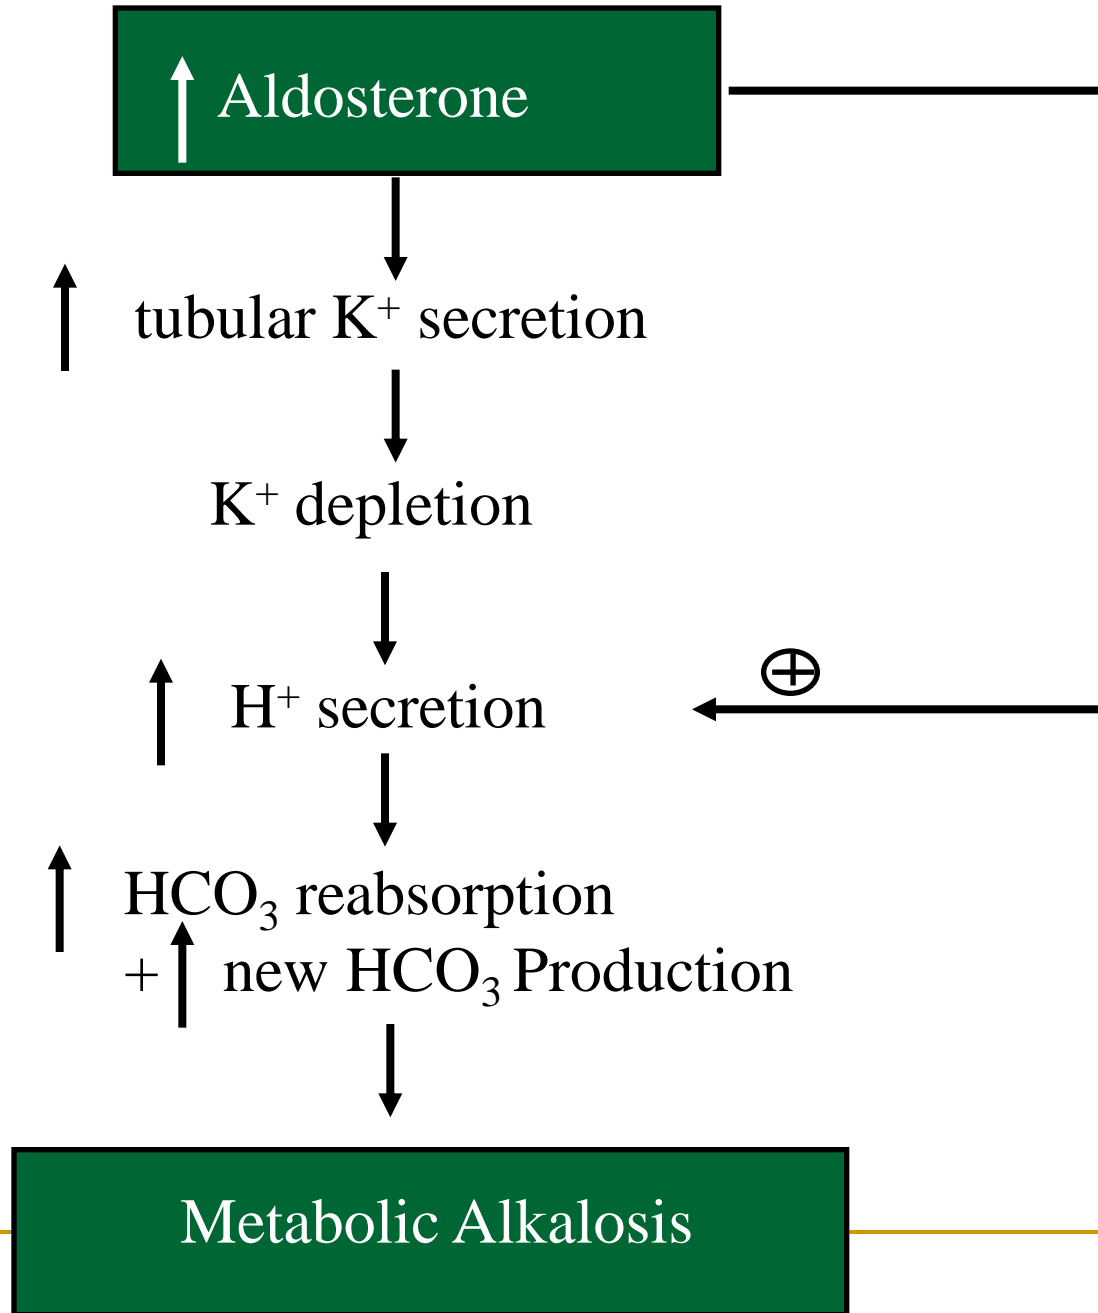 ↑ Aldosterone
↑ tubular K⁺ secretion
K⁺ depletion
⊕
↑ H⁺ secretion
↑ HCO₃ reabsorption
+ ↑ new HCO₃ Production
Metabolic Alkalosis